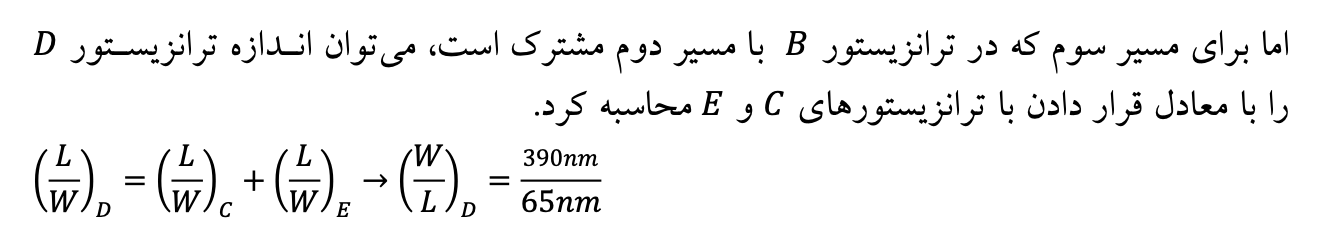 اما برای مسیر سوم که در ترانزیستور B با مسیر دوم مشترک است، می‌توان اندازه ترانزیستور D
را با معادل قرار دادن با ترانزیستورهای C و E محاسبه کرد.
(L/W)_D = (L/W)_C + (L/W)_E → (W/L)_D = 390nm/65nm